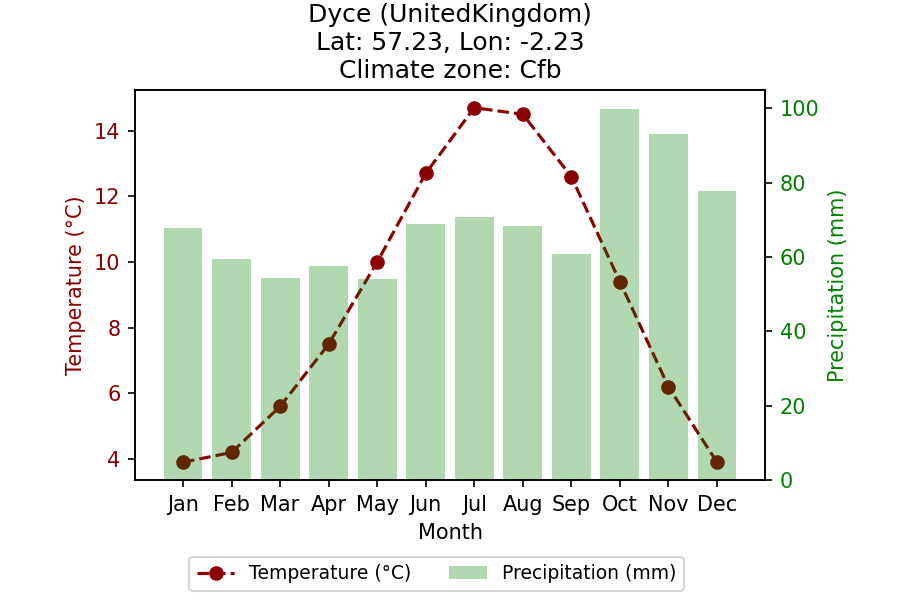 Dyce (UnitedKingdom)
Lat: 57.23, Lon: -2.23
Climate zone: Cfb
Temperature (°C)
14
12
10
8
6
4
100
80
60
40
20
0
Precipitation (mm)
Jan Feb Mar Apr May Jun Jul Aug Sep Oct Nov Dec
Month
Temperature (°C) Precipitation (mm)